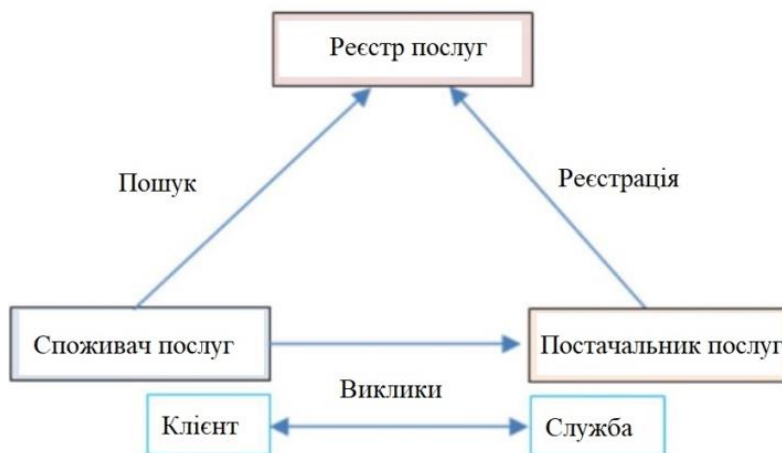 Реєстр послуг
Пошук
Реєстрація
Споживач послуг
Постачальник послуг
Виклики
Клієнт
Служба